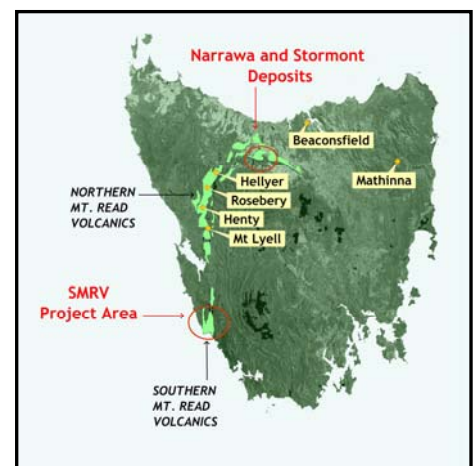 Narrawa and Stormont
Deposits
Beaconsfield
Mathinna
Hellyer
Rosebery
NORTHERN
MT. READ
VOLCANICS
Henty
Mt Lyell
SMRV
Project Area
SOUTHERN
MT. READ
VOLCANICS